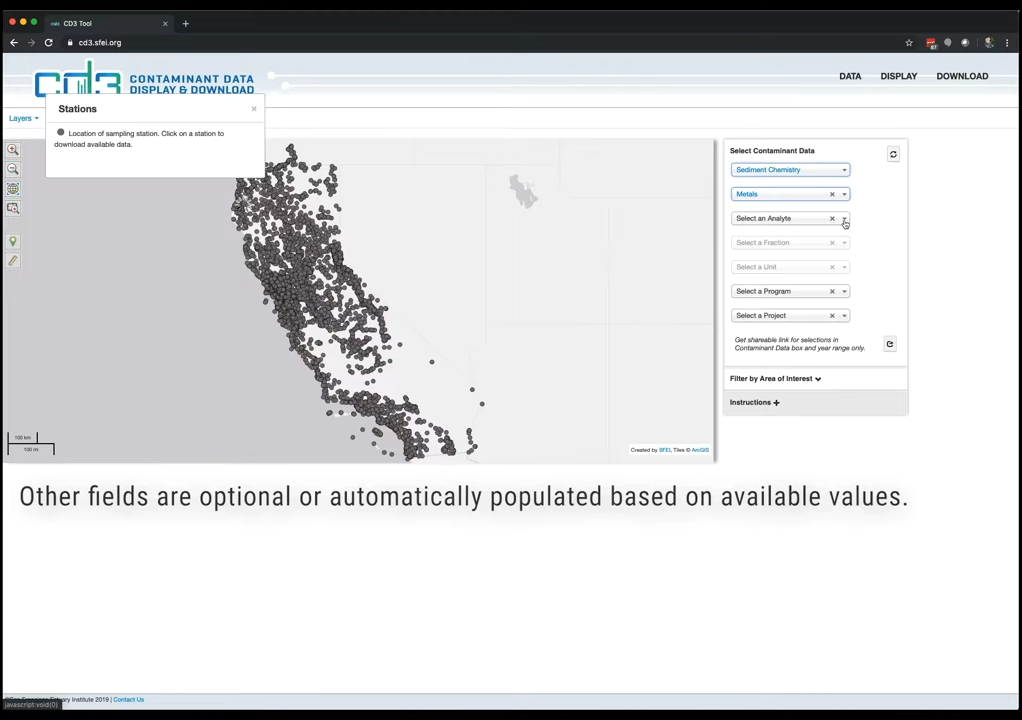 CD3 Tool
cd3.sfei.org
67
cd3 CONTAMINANT DATA
DISPLAY & DOWNLOAD
DATA DISPLAY DOWNLOAD
Layers
Stations
Location of sampling station. Click on a station to
download available data.
Select Contaminant Data
Sediment Chemistry
Metals
Select an Analyte
Select a Fraction
Select a Unit
Select a Program
Select a Project
Get shareable link for selections in
Contaminant Data box and year range only.
Filter by Area of Interest
Instructions
100 km
100 mi
Created by SFEI, Tiles © ArcGIS
Other fields are optional or automatically populated based on available values.
Institute 2019 | Contact Us
javascript:void(0)